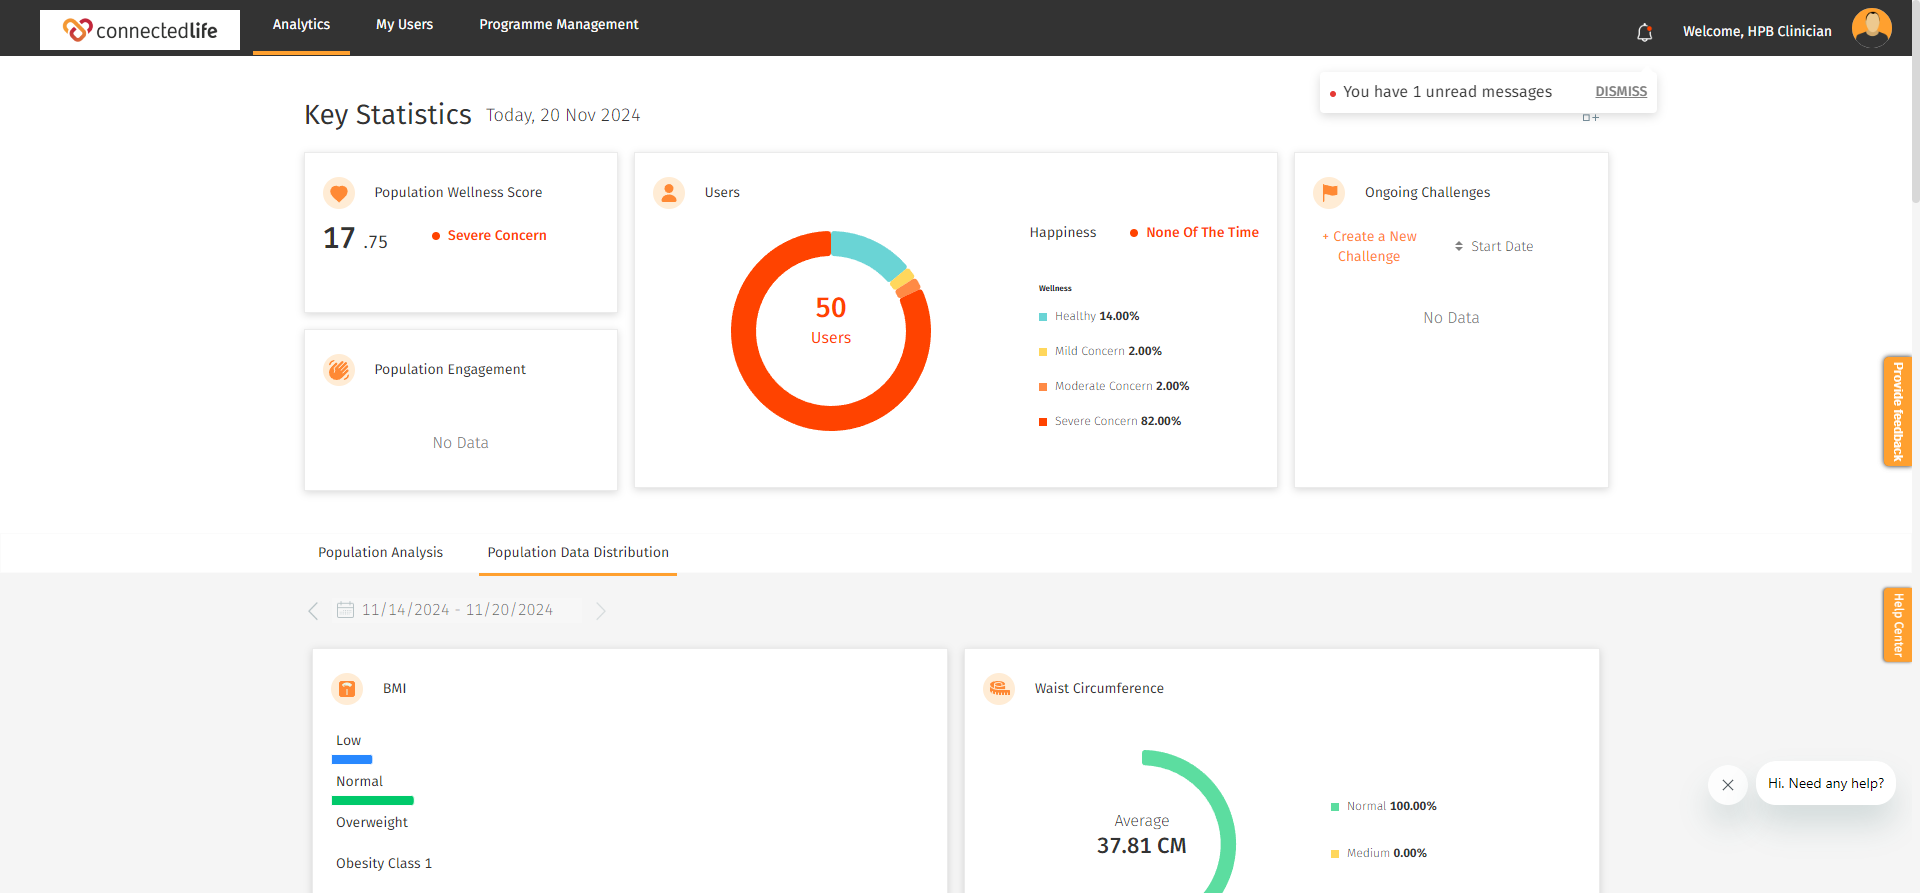 connectedlife
Analytics
My Users
Programme Management
Welcome, HPB Clinician
You have 1 unread messages
DISMISS
Key Statistics
Today, 20 Nov 2024
Population Wellness Score
17 .75
Severe Concern
Population Engagement
No Data
Users
50
Users
Happiness
None Of The Time
Wellness
Healthy 14.00%
Mild Concern 2.00%
Moderate Concern 2.00%
Severe Concern 82.00%
Ongoing Challenges
+ Create a New
Challenge
Start Date
No Data
Provide feedback
Population Analysis
Population Data Distribution
11/14/2024 - 11/20/2024
Help Center
BMI
Low
Normal
Overweight
Obesity Class 1
Waist Circumference
Average
37.81 CM
Normal 100.00%
Medium 0.00%
Hi. Need any help?